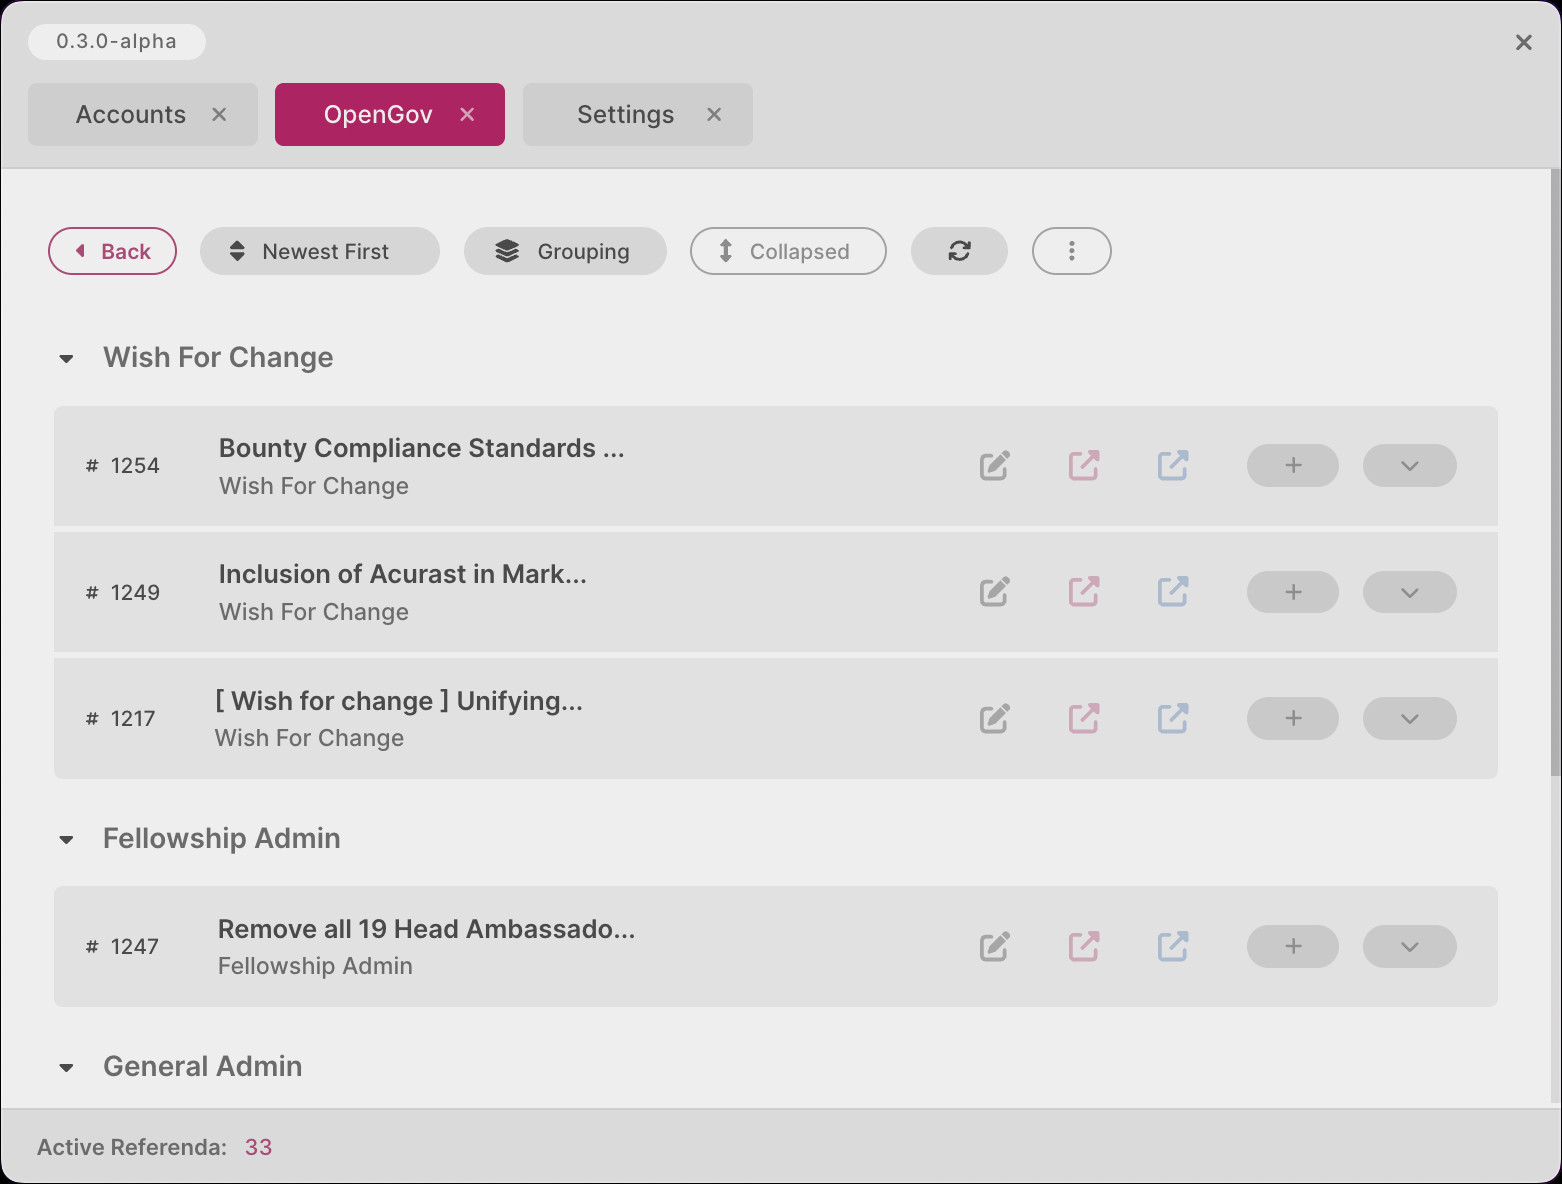 0.3.0-alpha
Accounts
OpenGov
Settings
Back
Newest First
Grouping
Collapsed
Wish For Change
# 1254
Bounty Compliance Standards ...
Wish For Change
# 1249
Inclusion of Acurast in Mark...
Wish For Change
# 1217
[ Wish for change ] Unifying...
Wish For Change
Fellowship Admin
# 1247
Remove all 19 Head Ambassado...
Fellowship Admin
General Admin
Active Referenda: 33